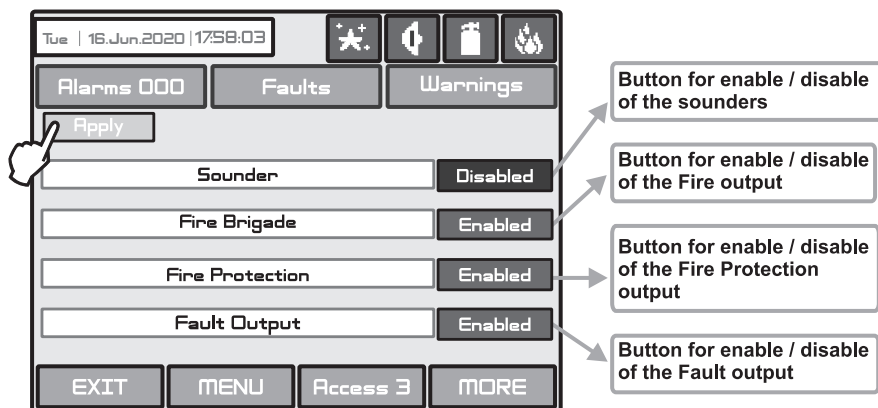 Tue | 16.Jun.2020 | 17:58:03
Alarms 000 Faults Warnings
Apply
Sounder Disabled
Fire Brigade Enabled
Fire Protection Enabled
Fault Output Enabled
EXIT MENU Access 3 MORE
Button for enable / disable
of the sounders
Button for enable / disable
of the Fire output
Button for enable / disable
of the Fire Protection
output
Button for enable / disable
of the Fault output